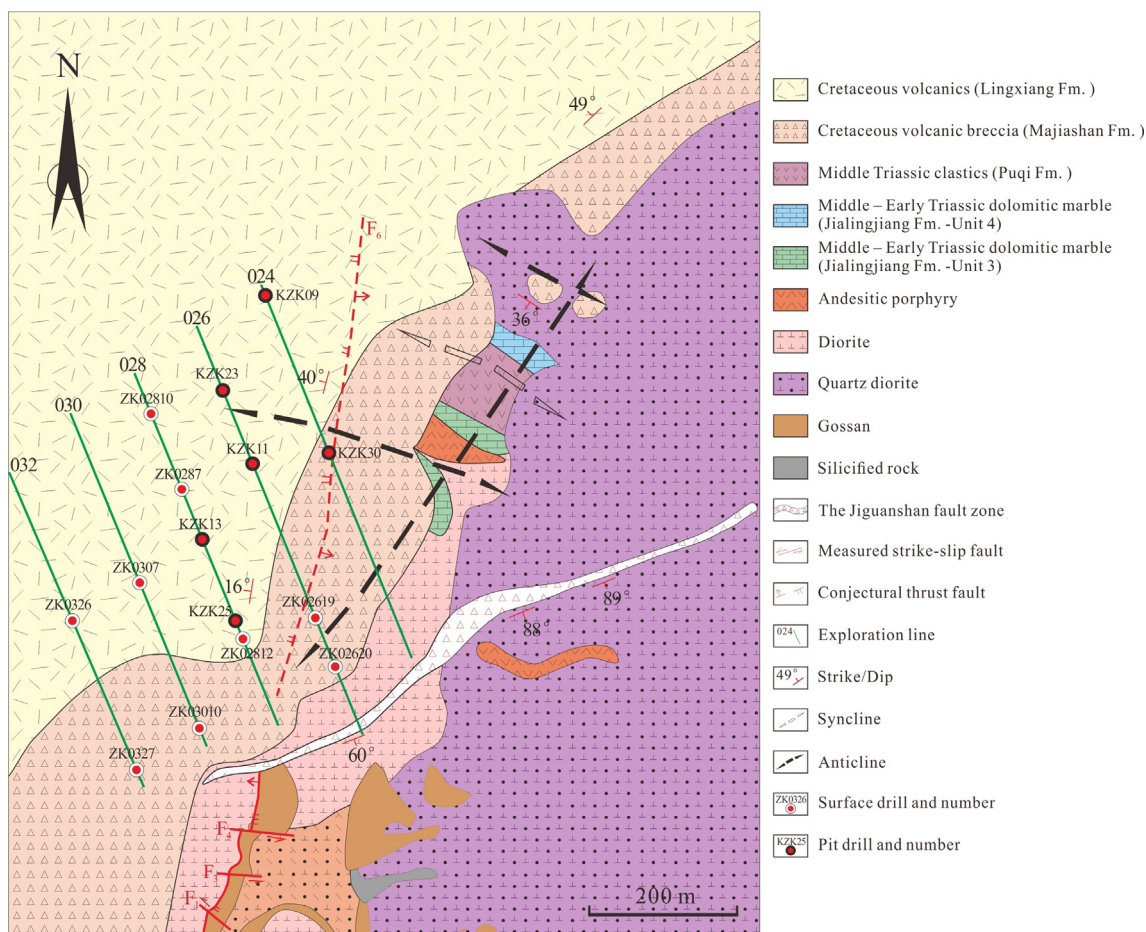 N
49°
F6
024
KZK09
026
36°
028
KZK23
40°
ZK02810
030
KZK11
KZK30
032
ZK0287
KZK13
ZK0307
16°
89°
ZK0326
KZK25
ZK02619
88°
ZK02812
ZK02620
ZK03010
60°
ZK0327
F4
F
F
200 m
Cretaceous volcanics (Lingxiang Fm. )
Cretaceous volcanic breccia (Majiashan Fm. )
Middle Triassic clastics (Puqi Fm. )
Middle – Early Triassic dolomitic marble
(Jialingjiang Fm. -Unit 4)
Middle – Early Triassic dolomitic marble
(Jialingjiang Fm. -Unit 3)
Andesitic porphyry
Diorite
Quartz diorite
Gossan
Silicified rock
The Jiguanshan fault zone
Measured strike-slip fault
Conjectural thrust fault
024
Exploration line
49°
Strike/Dip
Syncline
Anticline
ZK0326
Surface drill and number
KZK25
Pit drill and number